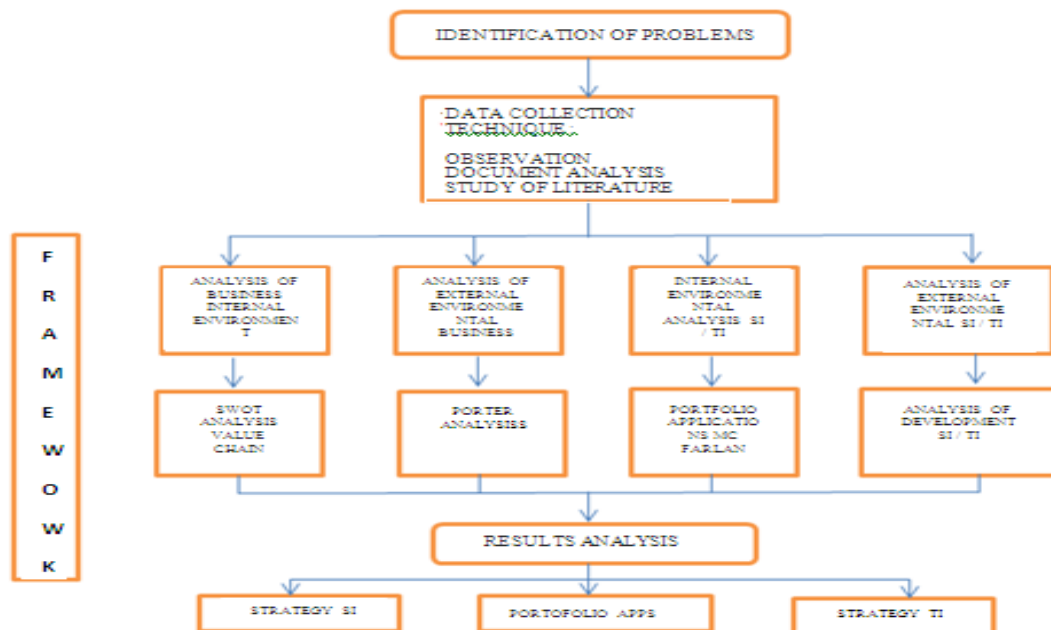 IDENTIFICATION OF PROBLEMS
DATA COLLECTION
TECHNIQUE :
OBSERVATION
DOCUMENT ANALYSIS
STUDY OF LITERATURE
F
R
A
M
E
W
O
W
K
ANALYSIS OF
BUSINESS
INTERNAL
ENVIRONMEN
T
ANALYSIS OF
EXTERNAL
ENVIRONME
NTAL
BUSINESS
INTERNAL
ENVIRONME
NTAL
ANALYSIS SI
/ TI
ANALYSIS OF
EXTERNAL
ENVIRONME
NTAL SI / TI
SWOT
ANALYSIS
VALUE
CHAIN
PORTER
ANALYSISS
PORTFOLIO
APPLICATIO
NS MC
FARLAN
ANALYSIS OF
DEVELOPMENT
SI / TI
RESULTS ANALYSIS
STRATEGY SI
PORTOFOLIO APPS
STRATEGY TI